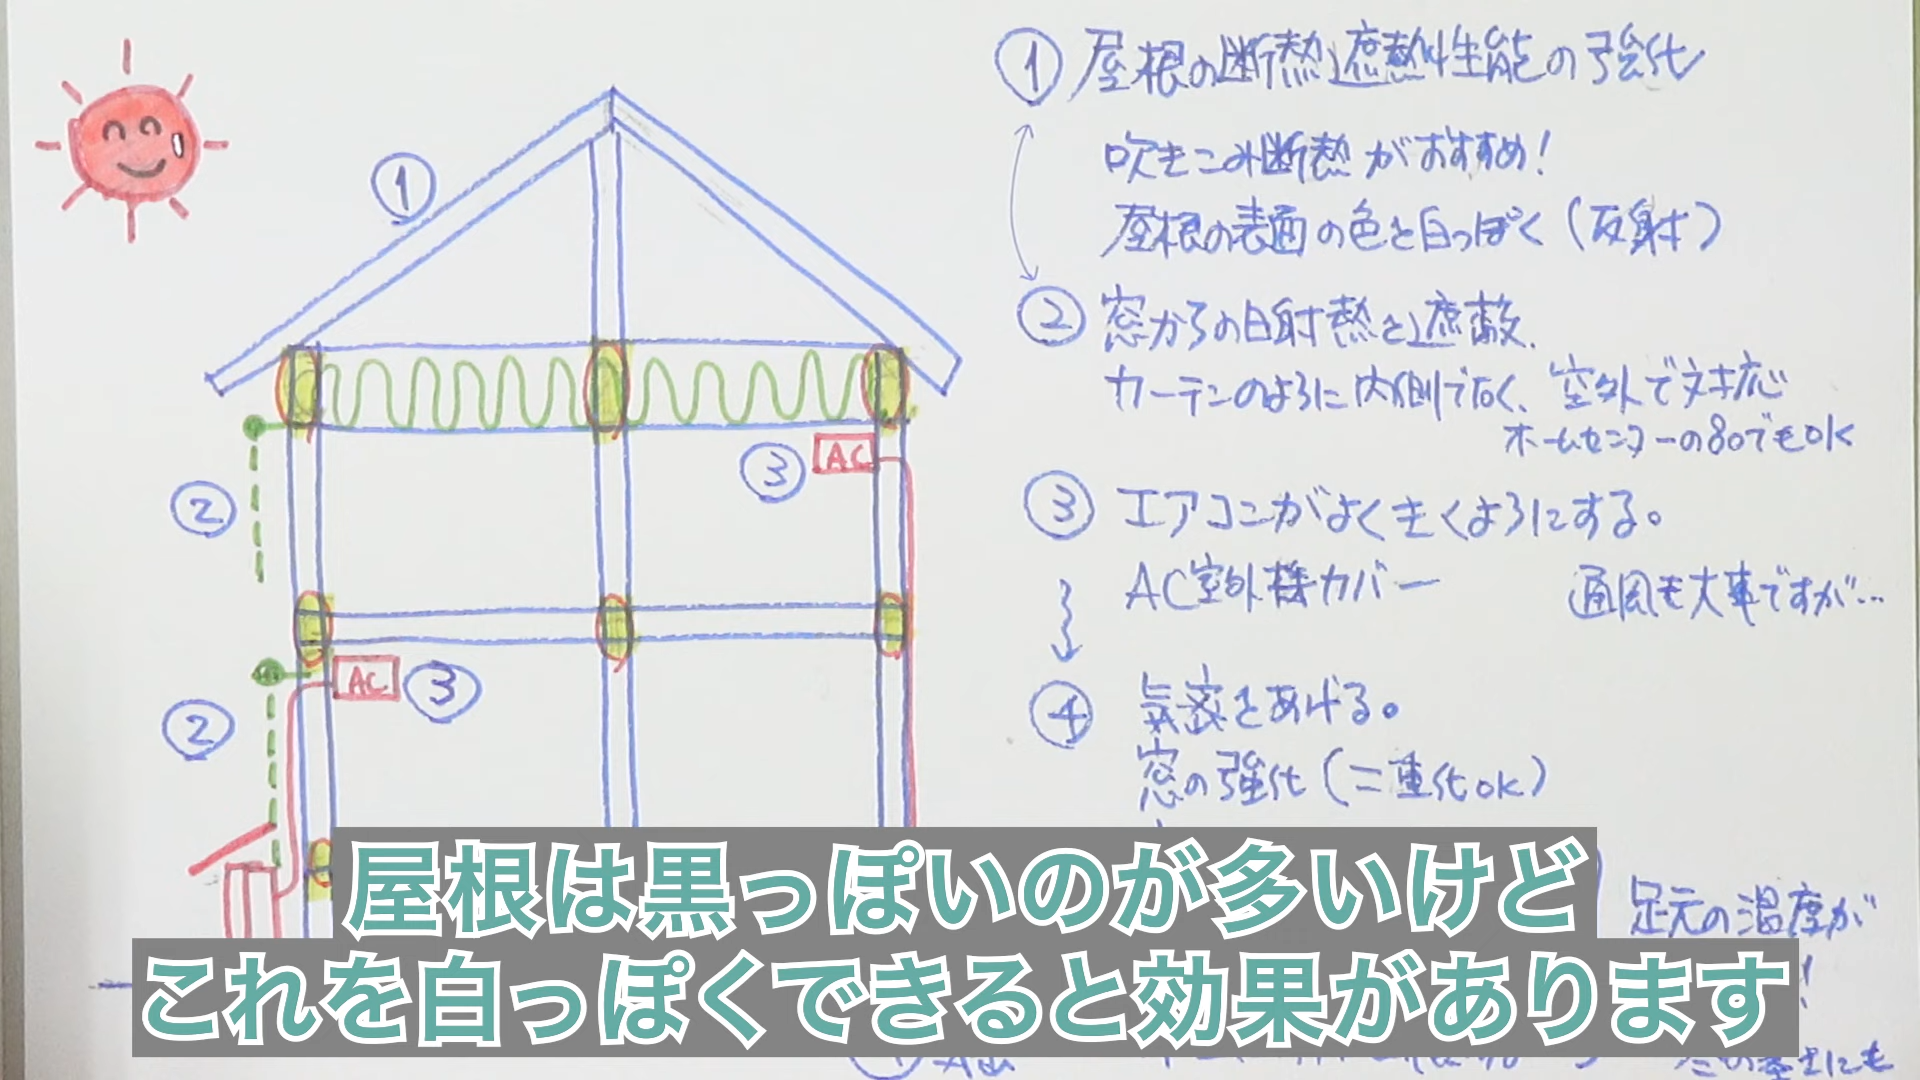 ① 屋根の断熱、遮熱性能の強化
吹きこみ断熱がおすすめ!
屋根の表面の色を白っぽく(反射)
② 窓からの日射熱を遮蔽、
カーテンのように内側でなく、室外で対応
ホームセンターの80でもOK
③ エアコンがよくきくようにする。
AC室外機カバー
通風も大事ですが…
④ 気密をあげる。
窓の強化(二重化OK)
足元の温度が
①
②
③
AC
AC
③
②
屋根は黒っぽいのが多いけど
これを白っぽくできると効果があります